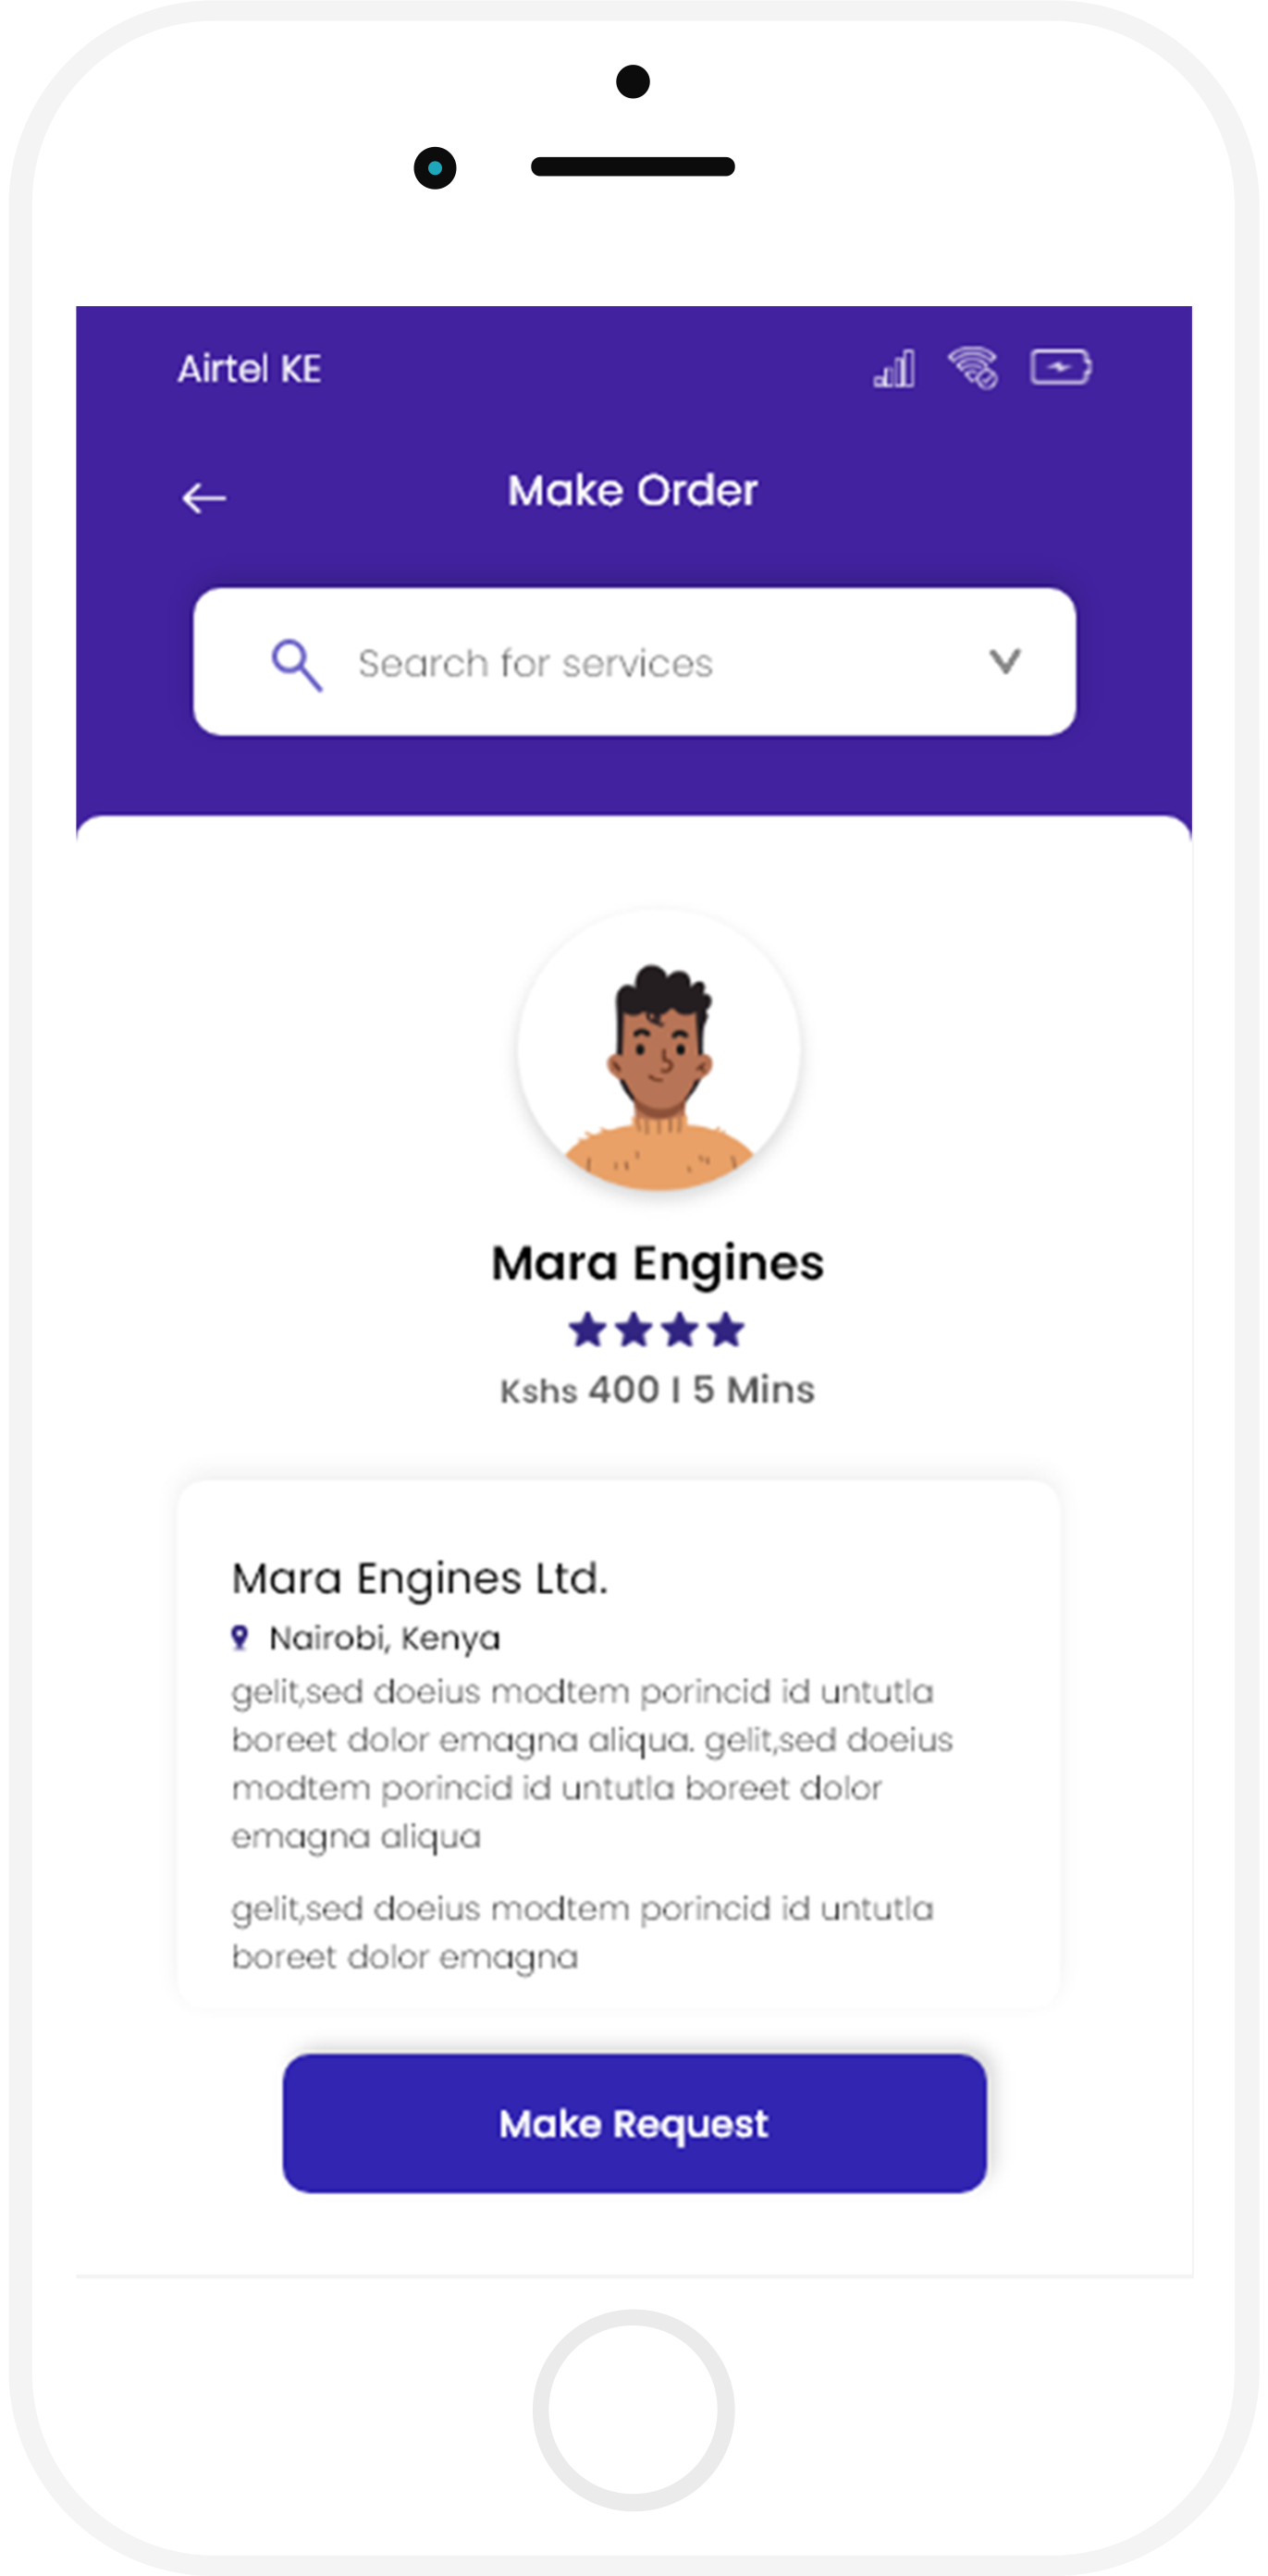 Airtel KE
Make Order
Search for services
Mara Engines
Kshs 400 I 5 Mins
Mara Engines Ltd.
Nairobi, Kenya
gelit,sed doeius modtem porincid id untutla
boreet dolor emagna aliqua. gelit,sed doeius
modtem porincid id untutla boreet dolor
emagna aliqua
gelit,sed doeius modtem porincid id untutla
boreet dolor emagna
Make Request